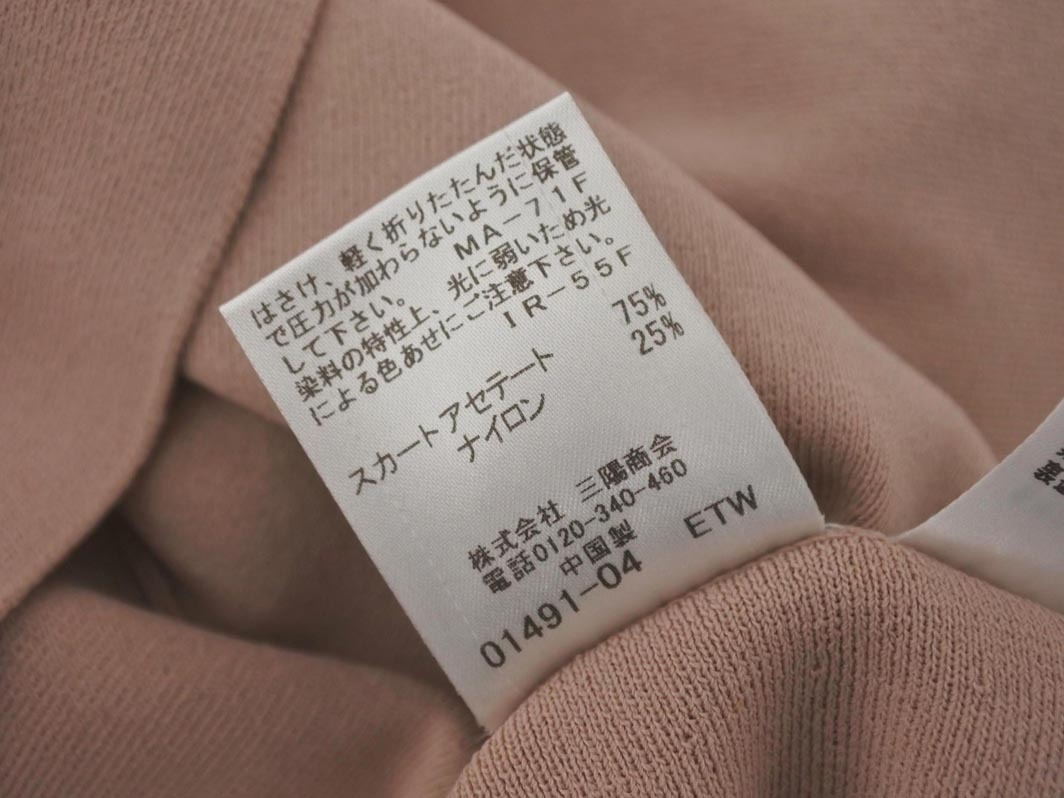 はさけ、軽く折りたたんだ状態
で圧力が加わらないように保管
して下さい。 MA-71F
染料の特性上、光に弱いため光
による色あせにご注意下さい。
IR-55F
スカートアセテート 75%
ナイロン 25%
株式会社 三陽商会
電話0120-340-460
中国製 ETW
01491-04